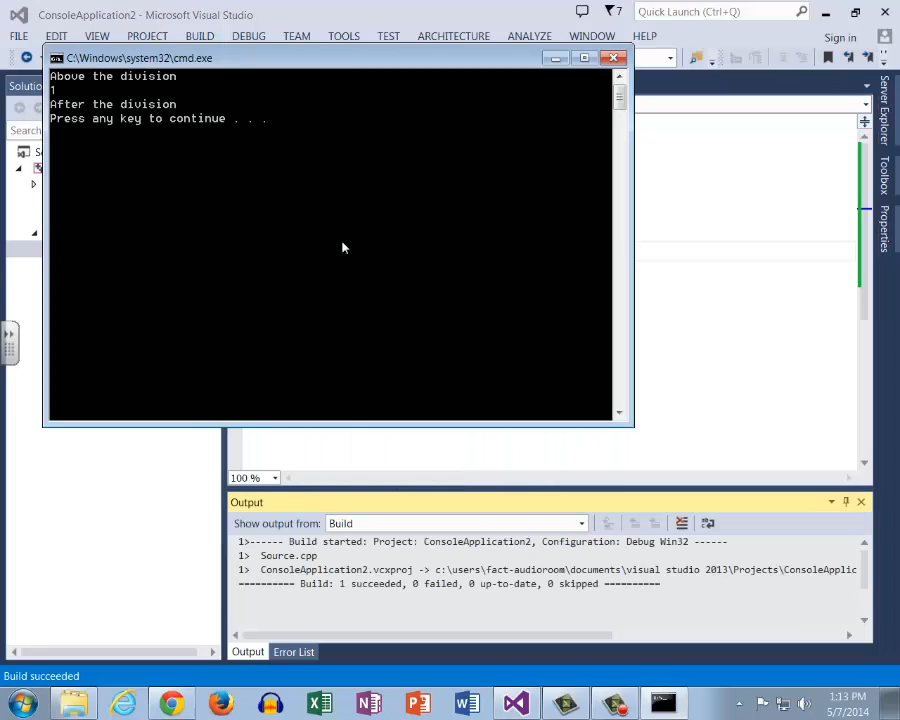 ConsoleApplication2 - Microsoft Visual Studio
7
Quick Launch (Ctrl+Q)
FILE EDIT VIEW PROJECT BUILD DEBUG TEAM TOOLS TEST ARCHITECTURE ANALYZE WINDOW HELP
Sign in
C:\Windows\system32\cmd.exe
Above the division
1
After the division
Press any key to continue . . .
Solutio
Search
S
Server Explorer
Toolbox
Properties
100 %
Output
Show output from: Build
1>------ Build started: Project: ConsoleApplication2, Configuration: Debug Win32 ------
1> Source.cpp
1> ConsoleApplication2.vcxproj -> c:\users\fact-audioroom\documents\visual studio 2013\Projects\ConsoleApplic
========== Build: 1 succeeded, 0 failed, 0 up-to-date, 0 skipped ==========
Output Error List
Build succeeded
1:13 PM
5/7/2014